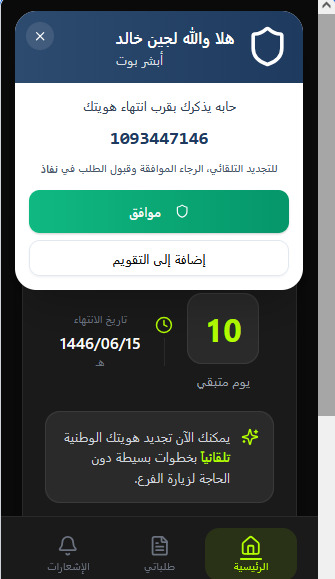 هلا والله لجين خالد
أبشر بوت
حابه يذكرك بقرب انتهاء هويتك
1093447146
للتجديد التلقائي، الرجاء الموافقة وقبول الطلب في نفاذ
موافق
إضافة إلى التقويم
10
يوم متبقي
تاريخ الانتهاء
1446/06/15
هـ
يمكنك الآن تجديد هويتك الوطنية
تلقائياً بخطوات بسيطة دون
الحاجة لزيارة الفرع.
الرئيسية
طلباتي
الإشعارات